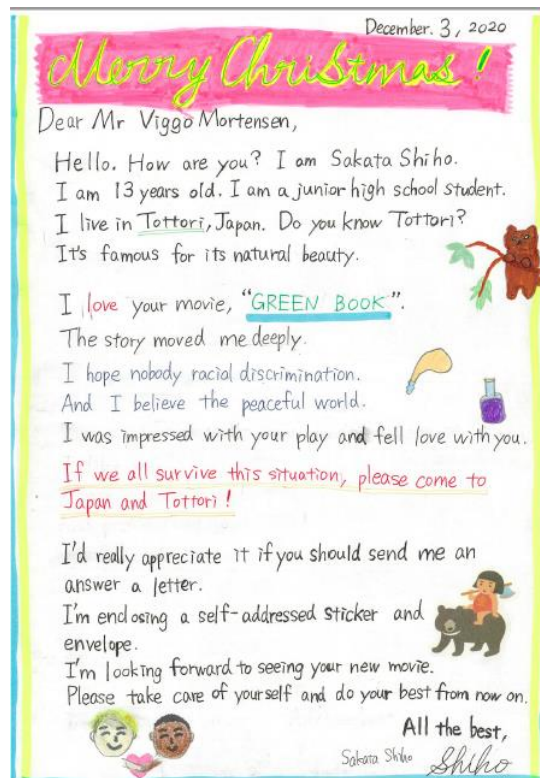 December. 3, 2020
Merry Christmas!
Dear Mr Viggo Mortensen,
Hello. How are you? I am Sakata Shiho.
I am 13 years old. I am a junior high school student.
I live in Tottori, Japan. Do you know Tottori?
It's famous for its natural beauty.
I love your movie, "GREEN BOOK".
The story moved me deeply.
I hope nobody racial discrimination.
And I believe the peaceful world.
I was impressed with your play and fell love with you.
If we all survive this situation, please come to
Japan and Tottori!
I'd really appreciate it if you should send me an
answer a letter.
I'm enclosing a self-addressed sticker and
envelope.
I'm looking forward to seeing your new movie.
Please take care of yourself and do your best from now on.
All the best,
Sakata Shiho Shiho